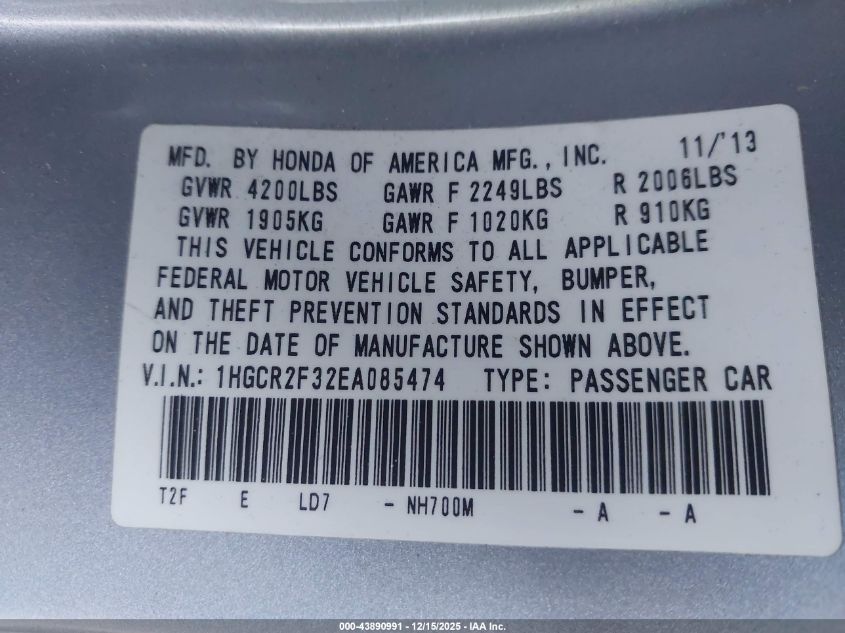 MFD. BY HONDA OF AMERICA MFG., INC. 11/'13
GVWR 4200LBS GAWR F 2249LBS R 2006LBS
GVWR 1905KG GAWR F 1020KG R 910KG
THIS VEHICLE CONFORMS TO ALL APPLICABLE
FEDERAL MOTOR VEHICLE SAFETY, BUMPER,
AND THEFT PREVENTION STANDARDS IN EFFECT
ON THE DATE OF MANUFACTURE SHOWN ABOVE.
V.I.N.: 1HGCR2F32EA085474 TYPE: PASSENGER CAR
T2F E LD7 - NH700M - A - A
000-43890991 - 12/15/2025 - IAA Inc.